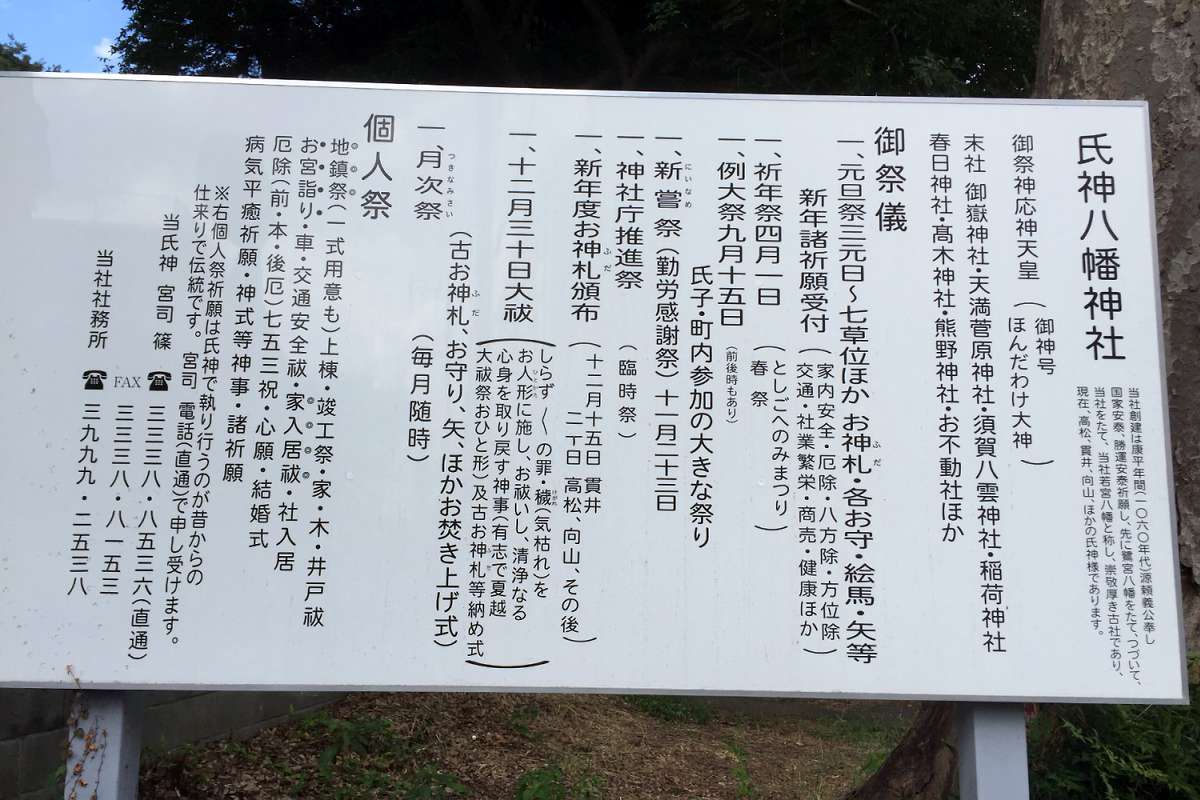 氏神八幡神社
当社創建は康平年間(一〇六〇年代)源頼義公奉し
国家安泰、勝運安泰祈願し、先に鷺宮八幡をたて、つづいて、
当社をたて、当社若宮八幡と称し、崇敬厚き古社であり、
現在、高松、貫井、向山、ほかの氏神様であります。
御祭神応神天皇(御神号 ほんだわけ大神)
末社 御嶽神社・天満菅原神社・須賀八雲神社・稲荷神社
春日神社・髙木神社・熊野神社・お不動社ほか
御祭儀
一、元旦祭三元日〜七草位ほか お神札・各お守・絵馬・矢等
ふだ
新年諸祈願受付(家内安全・厄除・八方除・方位除
交通・社業繁栄・商売・健康ほか)
一、祈年祭四月一日(としごへのみまつり)
春祭
一、例大祭九月十五日(前後時もあり)
氏子・町内参加の大きな祭り
一、新嘗祭(勤労感謝祭)十一月二十三日
にいなめ
一、神社庁推進祭(臨時祭)
一、新年度お神札頒布(十二月十五日 貫井
ふだ
二十日 高松、向山、その後)
一、十二月三十日大祓(しらず〱の罪・穢(気枯れ)を
けがれ
お人形に施し、お祓いし、清浄なる
ひとかた
心身を取り戻す神事(有志で夏越
大祓祭おひと形)及古お神札等納め式)
一、月次祭(古お神札、お守り、矢、ほかお焚き上げ式)
つきなみさい
ふだ
(毎月随時)
個人祭
地鎮祭(一式用意も)上棟・竣工祭・家・木・井戸祓
お宮詣り・車・交通安全祓・家入居祓・社入居
厄除(前・本・後厄)七五三祝・心願・結婚式
病気平癒祈願・神式等神事・諸祈願
※右個人祭祈願は氏神で執り行うのが昔からの
仕来りで伝統です。宮司 電話(直通)で申し受けます。
当氏神 宮司 篠 ☎三三三八・八五三六(直通)
FAX 三三三八・八一五三
当社社務所 ☎三九九九・二五三八